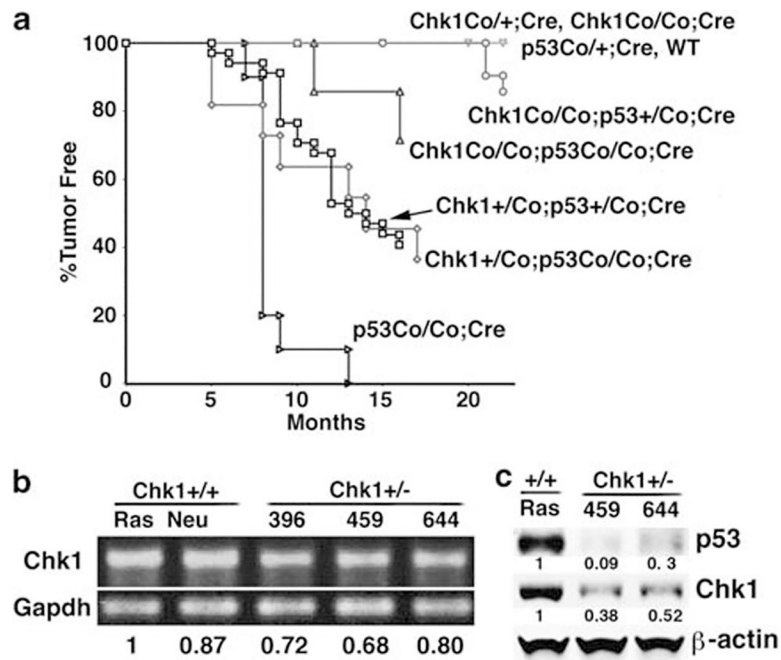 a
Chk1Co/+;Cre, Chk1Co/Co;Cre
p53Co/+;Cre, WT
100
80
60
40
20
0
%Tumor Free
Chk1Co/Co;p53+/Co;Cre
Chk1Co/Co;p53Co/Co;Cre
Chk1+/Co;p53+/Co;Cre
Chk1+/Co;p53Co/Co;Cre
p53Co/Co;Cre
0 5 10 15 20
Months
b
Chk1+/+ Chk1+/-
Ras Neu 396 459 644
Chk1
Gapdh
1 0.87 0.72 0.68 0.80
c
+/+ Chk1+/-
Ras 459 644
p53
1 0.09 0. 3
Chk1
1 0.38 0.52
β-actin